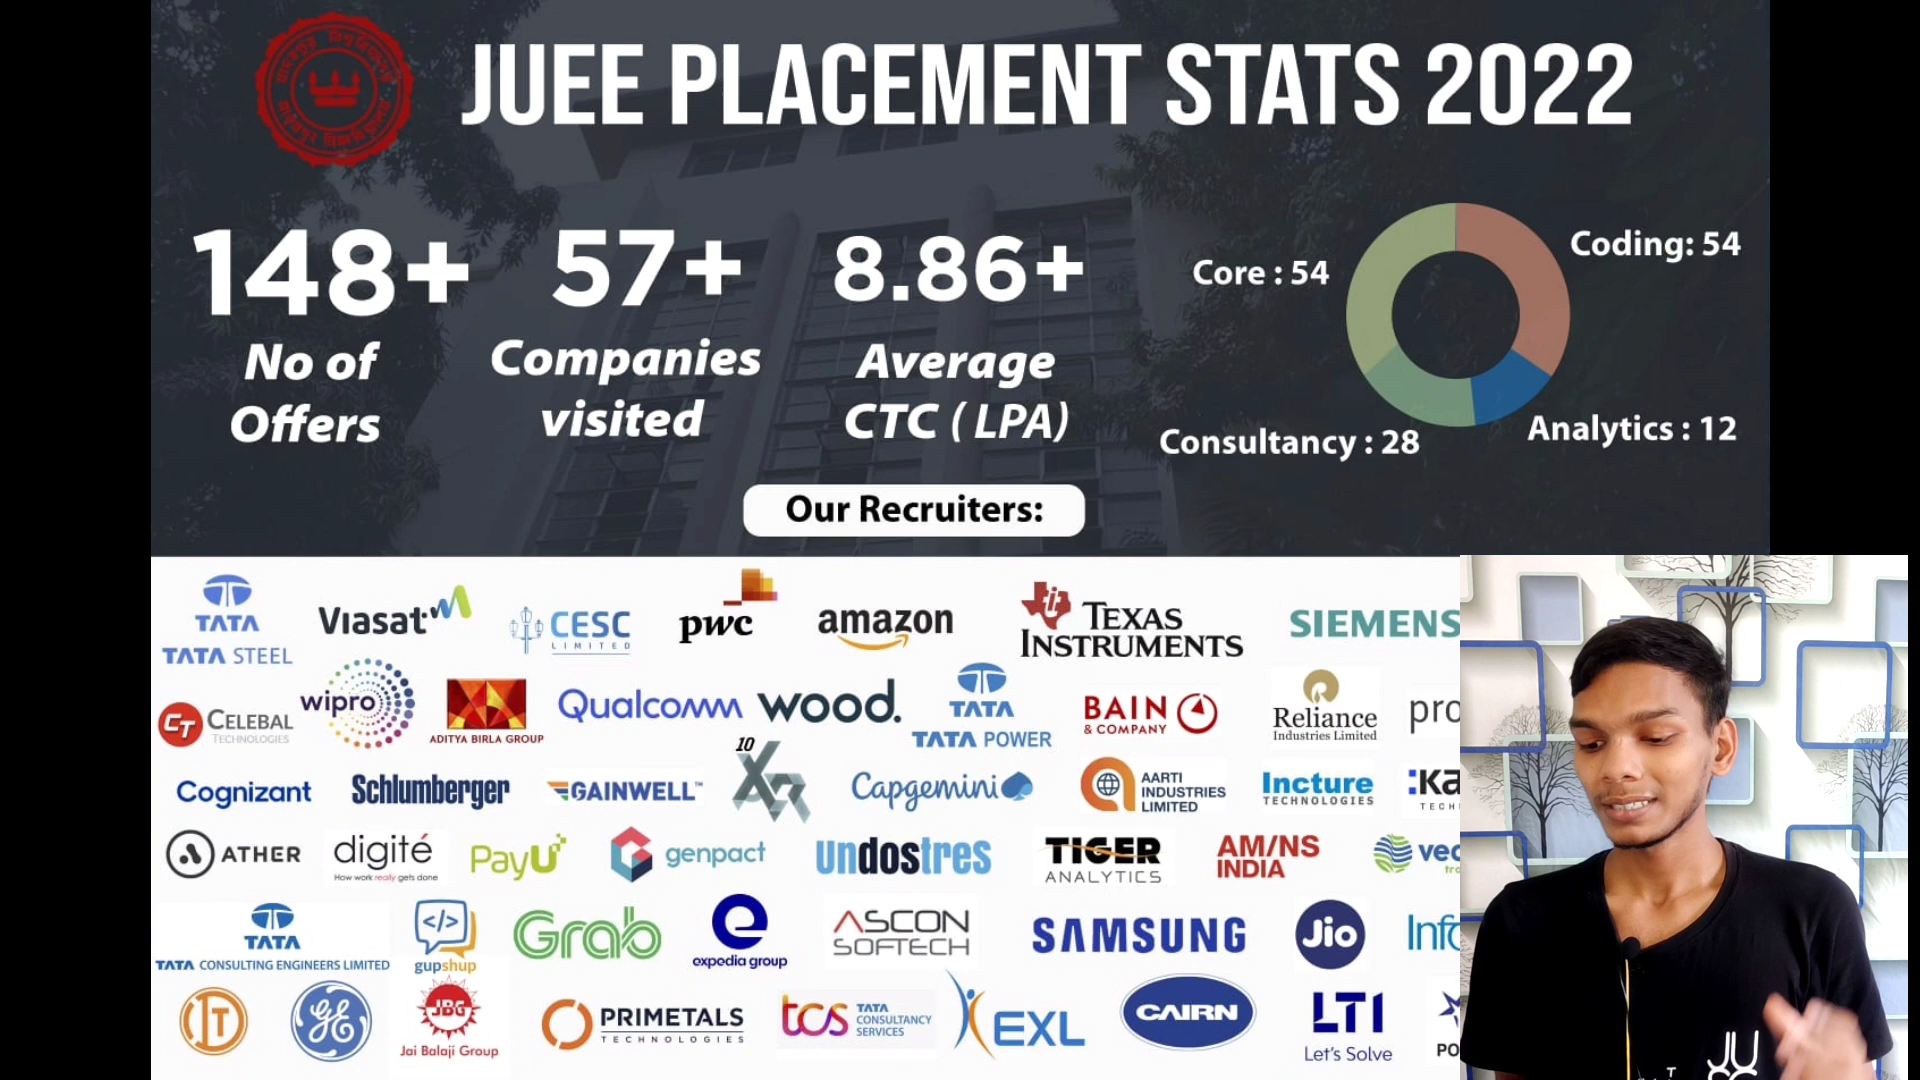 JUEE PLACEMENT STATS 2022
148+
No of
Offers
57+
Companies
visited
8.86+
Average
CTC ( LPA)
Core : 54
Coding: 54
Consultancy : 28
Analytics : 12
Our Recruiters:
TATA
TATA STEEL
Viasat
CESC
LIMITED
pwc
amazon
TEXAS
INSTRUMENTS
SIEMENS
CT CELEBAL
TECHNOLOGIES
wipro
ADITYA BIRLA GROUP
Qualcomm
wood.
TATA
TATA POWER
BAIN
& COMPANY
Reliance
Industries Limited
Cognizant
Schlumberger
GAINWELL™
10
Capgemini
AARTI
INDUSTRIES
LIMITED
Incture
TECHNOLOGIES
ATHER
digité
How work really gets done
PayU
genpact
Undostres
TIGER
ANALYTICS
AM/NS
INDIA
TATA
TATA CONSULTING ENGINEERS LIMITED
gupshup
Grab
expedia group
ASCON
SOFTECH
SAMSUNG
Jio
GE
JBG
Jai Balaji Group
PRIMETALS
TECHNOLOGIES
tcs TATA
CONSULTANCY
SERVICES
EXL
CAIRN
LTI
Let's Solve
JU